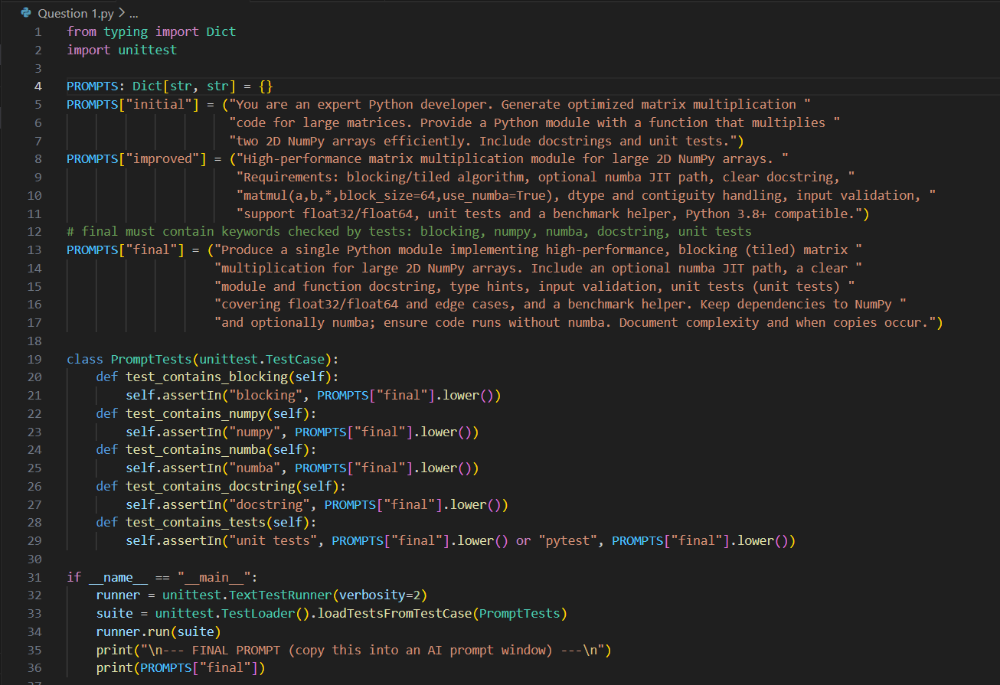 Question 1.py > ...
1 from typing import Dict
2 import unittest
3
4 PROMPTS: Dict[str, str] = {}
5 PROMPTS["initial"] = ("You are an expert Python developer. Generate optimized matrix multiplication "
6                       "code for large matrices. Provide a Python module with a function that multiplies "
7                       "two 2D NumPy arrays efficiently. Include docstrings and unit tests.")
8 PROMPTS["improved"] = ("High-performance matrix multiplication module for large 2D NumPy arrays. "
9                        "Requirements: blocking/tiled algorithm, optional numba JIT path, clear docstring, "
10                        "matmul(a,b,*,block_size=64,use_numba=True), dtype and contiguity handling, input validation, "
11                        "support float32/float64, unit tests and a benchmark helper, Python 3.8+ compatible.")
12 # final must contain keywords checked by tests: blocking, numpy, numba, docstring, unit tests
13 PROMPTS["final"] = ("Produce a single Python module implementing high-performance, blocking (tiled) matrix "
14                     "multiplication for large 2D NumPy arrays. Include an optional numba JIT path, a clear "
15                     "module and function docstring, type hints, input validation, unit tests (unit tests) "
16                     "covering float32/float64 and edge cases, and a benchmark helper. Keep dependencies to NumPy "
17                     "and optionally numba; ensure code runs without numba. Document complexity and when copies occur.")
18
19 class PromptTests(unittest.TestCase):
20     def test_contains_blocking(self):
21         self.assertIn("blocking", PROMPTS["final"].lower())
22     def test_contains_numpy(self):
23         self.assertIn("numpy", PROMPTS["final"].lower())
24     def test_contains_numba(self):
25         self.assertIn("numba", PROMPTS["final"].lower())
26     def test_contains_docstring(self):
27         self.assertIn("docstring", PROMPTS["final"].lower())
28     def test_contains_tests(self):
29         self.assertIn("unit tests", PROMPTS["final"].lower() or "pytest", PROMPTS["final"].lower())
30
31 if __name__ == "__main__":
32     runner = unittest.TextTestRunner(verbosity=2)
33     suite = unittest.TestLoader().loadTestsFromTestCase(PromptTests)
34     runner.run(suite)
35     print("\n--- FINAL PROMPT (copy this into an AI prompt window) ---\n")
36     print(PROMPTS["final"])
37